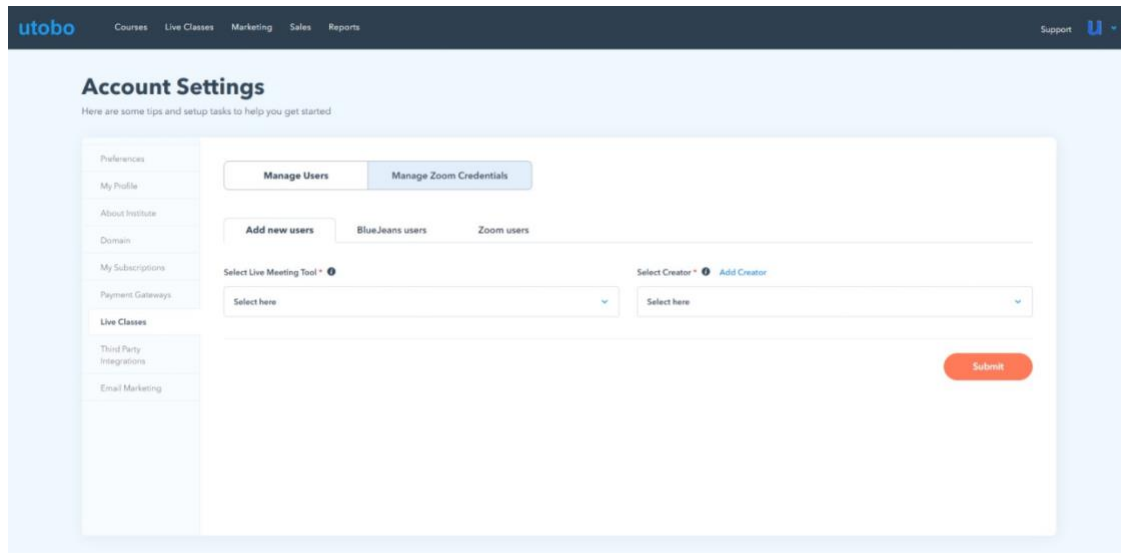 utobo Courses Live Classes Marketing Sales Reports Support
Account Settings
Here are some tips and setup tasks to help you get started
Preferences
My Profile
About Institute
Domain
My Subscriptions
Payment Gateways
Live Classes
Third Party
Integrations
Email Marketing
Manage Users Manage Zoom Credentials
Add new users BlueJeans users Zoom users
Select Live Meeting Tool * Select Creator * Add Creator
Select here Select here
Submit